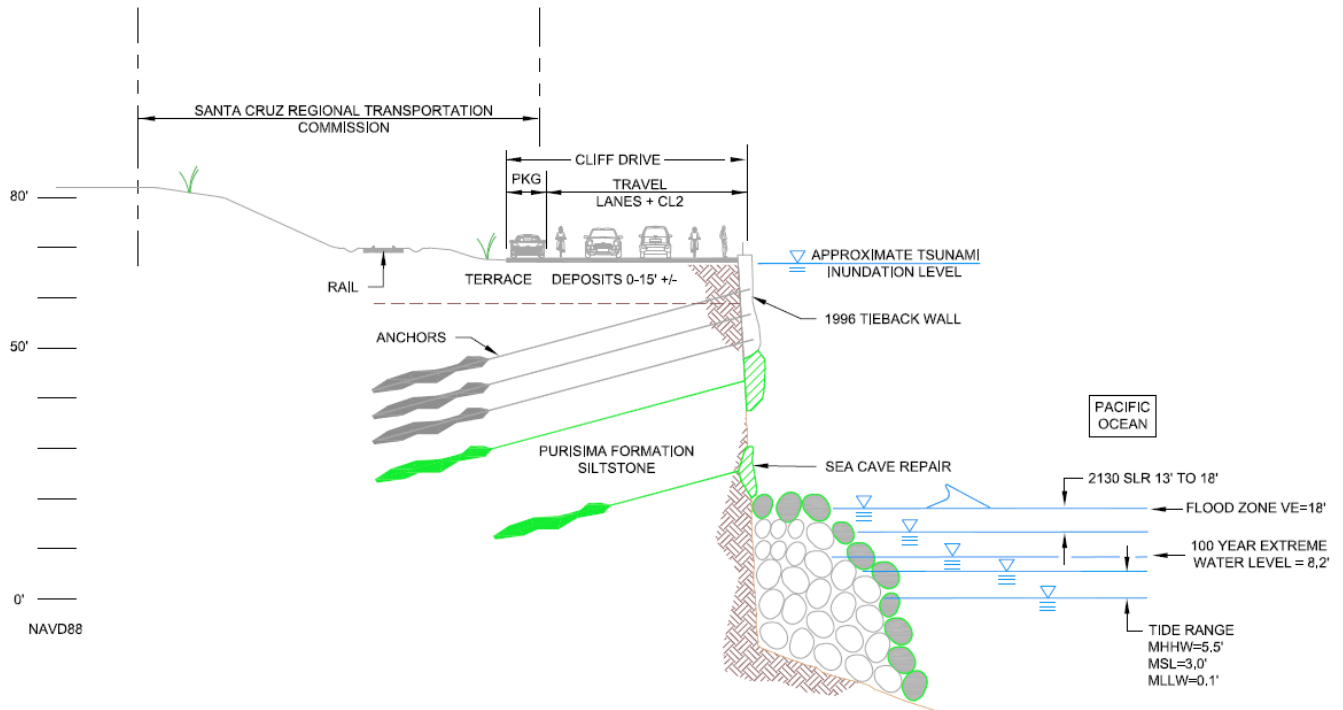 SANTA CRUZ REGIONAL TRANSPORTATION
COMMISSION
CLIFF DRIVE
PKG
TRAVEL
LANES + CL2
80'
APPROXIMATE TSUNAMI
INUNDATION LEVEL
TERRACE
DEPOSITS 0-15' +/-
RAIL
1996 TIEBACK WALL
ANCHORS
50'
PACIFIC
OCEAN
PURISIMA FORMATION
SILTSTONE
SEA CAVE REPAIR
2130 SLR 13' TO 18'
FLOOD ZONE VE=18'
100 YEAR EXTREME
WATER LEVEL = 8.2'
0'
NAVD88
TIDE RANGE
MHHW=5.5'
MSL=3.0'
MLLW=0.1'